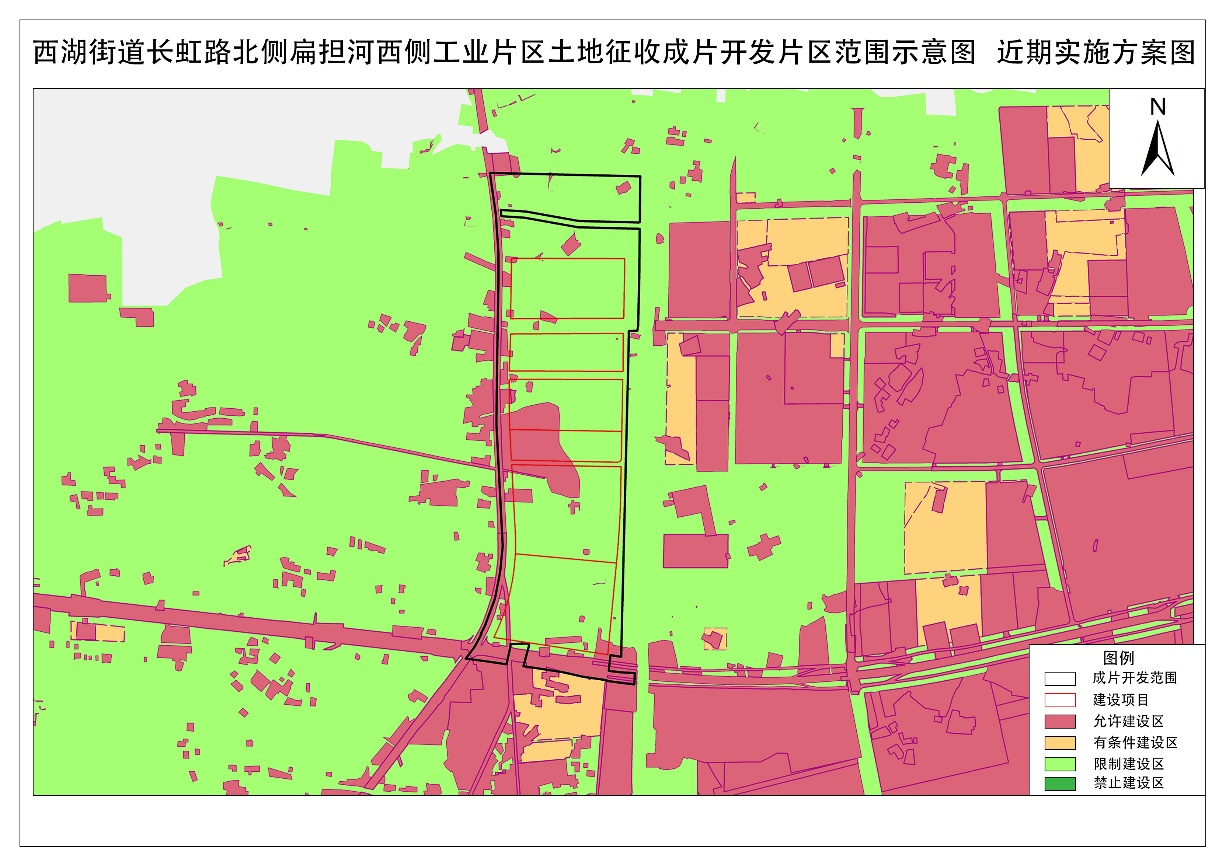 西湖街道长虹路北侧扁担河西侧工业片区土地征收成片开发片区范围示意图 近期实施方案图
N
图例
成片开发范围
建设项目
允许建设区
有条件建设区
限制建设区
禁止建设区